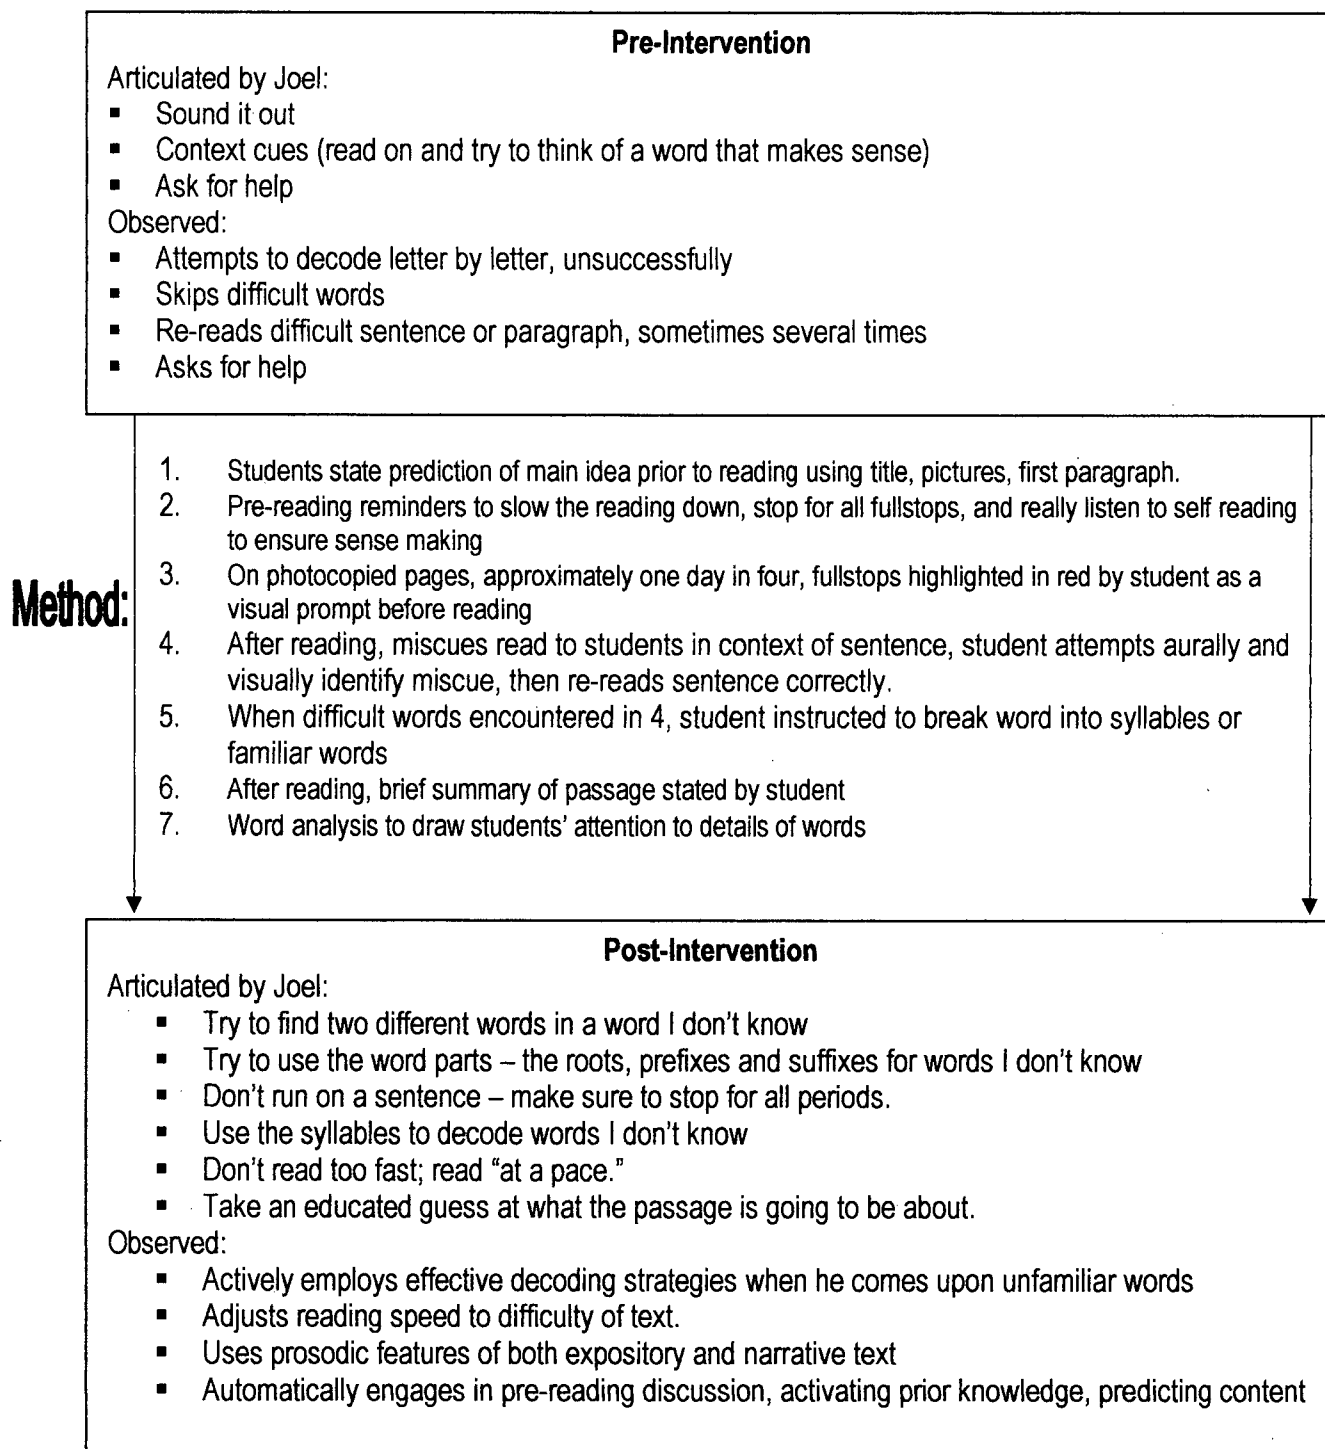 Pre-Intervention
Articulated by Joel:
▪ Sound it out
▪ Context cues (read on and try to think of a word that makes sense)
▪ Ask for help
Observed:
▪ Attempts to decode letter by letter, unsuccessfully
▪ Skips difficult words
▪ Re-reads difficult sentence or paragraph, sometimes several times
▪ Asks for help
Method:
1. Students state prediction of main idea prior to reading using title, pictures, first paragraph.
2. Pre-reading reminders to slow the reading down, stop for all fullstops, and really listen to self reading
to ensure sense making
3. On photocopied pages, approximately one day in four, fullstops highlighted in red by student as a
visual prompt before reading
4. After reading, miscues read to students in context of sentence, student attempts aurally and
visually identify miscue, then re-reads sentence correctly.
5. When difficult words encountered in 4, student instructed to break word into syllables or
familiar words
6. After reading, brief summary of passage stated by student
7. Word analysis to draw students' attention to details of words
Post-Intervention
Articulated by Joel:
▪ Try to find two different words in a word I don't know
▪ Try to use the word parts – the roots, prefixes and suffixes for words I don't know
▪ Don't run on a sentence – make sure to stop for all periods.
▪ Use the syllables to decode words I don't know
▪ Don't read too fast; read "at a pace."
▪ Take an educated guess at what the passage is going to be about.
Observed:
▪ Actively employs effective decoding strategies when he comes upon unfamiliar words
▪ Adjusts reading speed to difficulty of text.
▪ Uses prosodic features of both expository and narrative text
▪ Automatically engages in pre-reading discussion, activating prior knowledge, predicting content